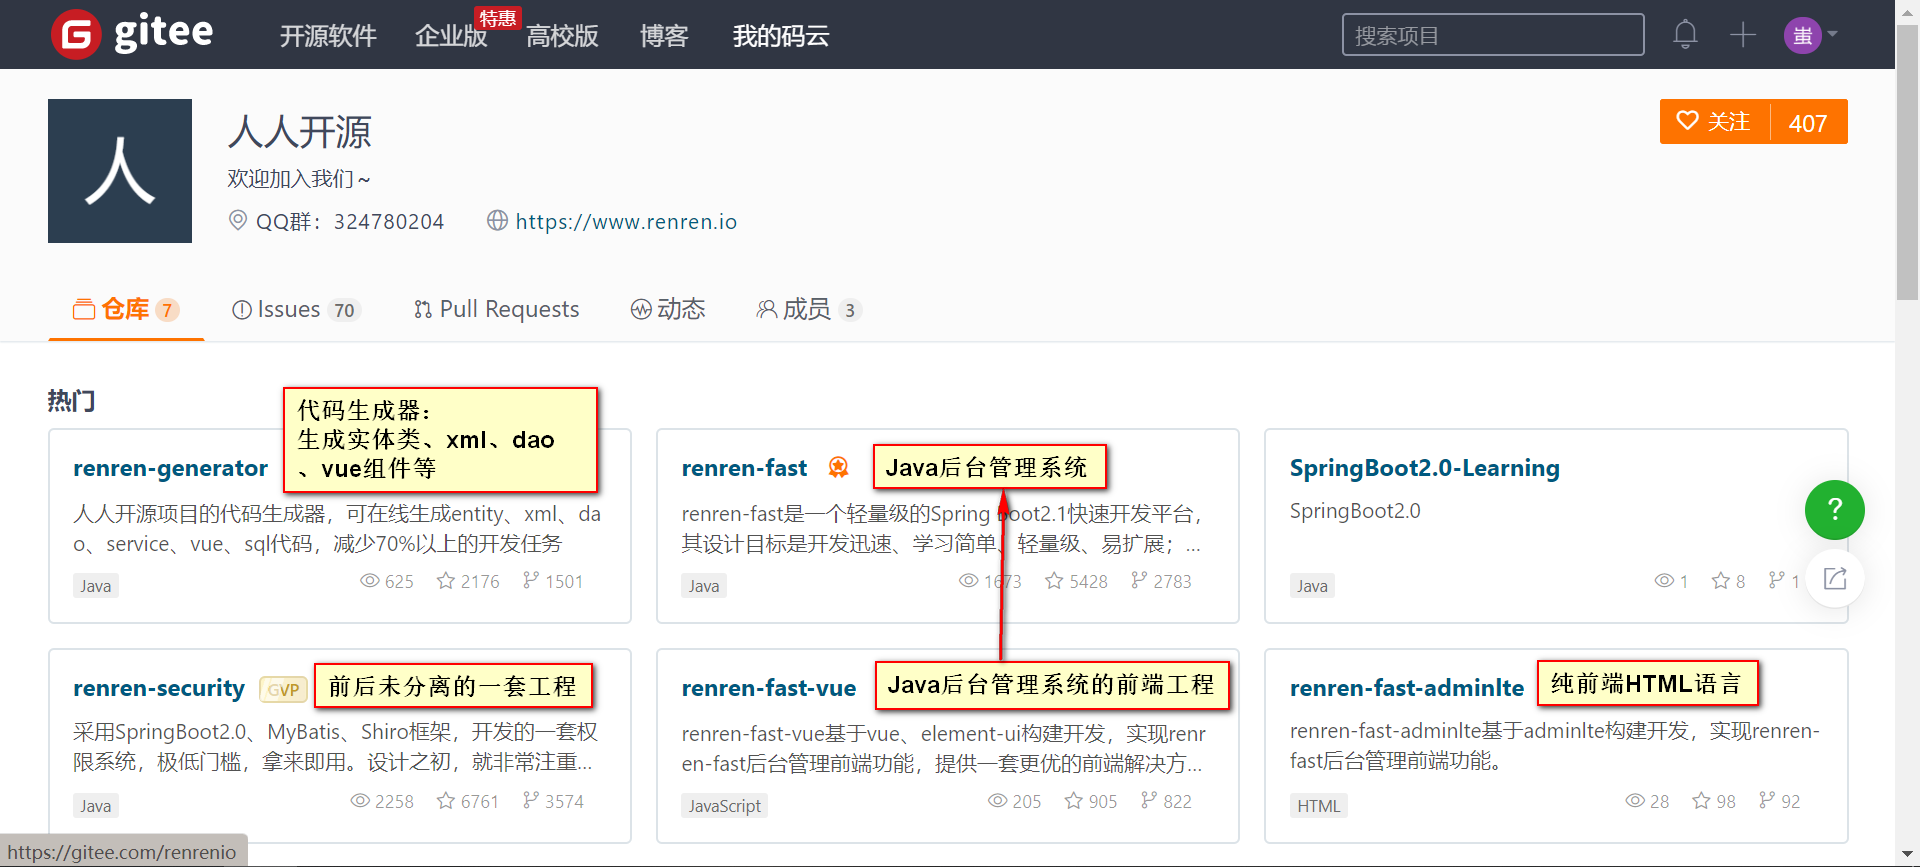 gitee
开源软件
企业版
特惠
高校版
博客
我的码云
搜索项目
蚩
人
人人开源
欢迎加入我们～
QQ群：324780204
https://www.renren.io
关注
407
仓库 7
Issues 70
Pull Requests
动态
成员 3
热门
代码生成器：
生成实体类、xml、dao
、vue组件等
renren-generator
人人开源项目的代码生成器，可在线生成entity、xml、da
o、service、vue、sql代码，减少70%以上的开发任务
Java
625
2176
1501
renren-fast
Java后台管理系统
renren-fast是一个轻量级的Spring Boot2.1快速开发平台，
其设计目标是开发迅速、学习简单、轻量级、易扩展；...
Java
1673
5428
2783
SpringBoot2.0-Learning
SpringBoot2.0
Java
1
8
1
?
renren-security
GVP
前后未分离的一套工程
采用SpringBoot2.0、MyBatis、Shiro框架，开发的一套权
限系统，极低门槛，拿来即用。设计之初，就非常注重...
Java
2258
6761
3574
renren-fast-vue
Java后台管理系统的前端工程
renren-fast-vue基于vue、element-ui构建开发，实现renr
en-fast后台管理前端功能，提供一套更优的前端解决方...
JavaScript
205
905
822
renren-fast-adminlte
纯前端HTML语言
renren-fast-adminlte基于adminlte构建开发，实现renren-
fast后台管理前端功能。
HTML
28
98
92
https://gitee.com/renrenio